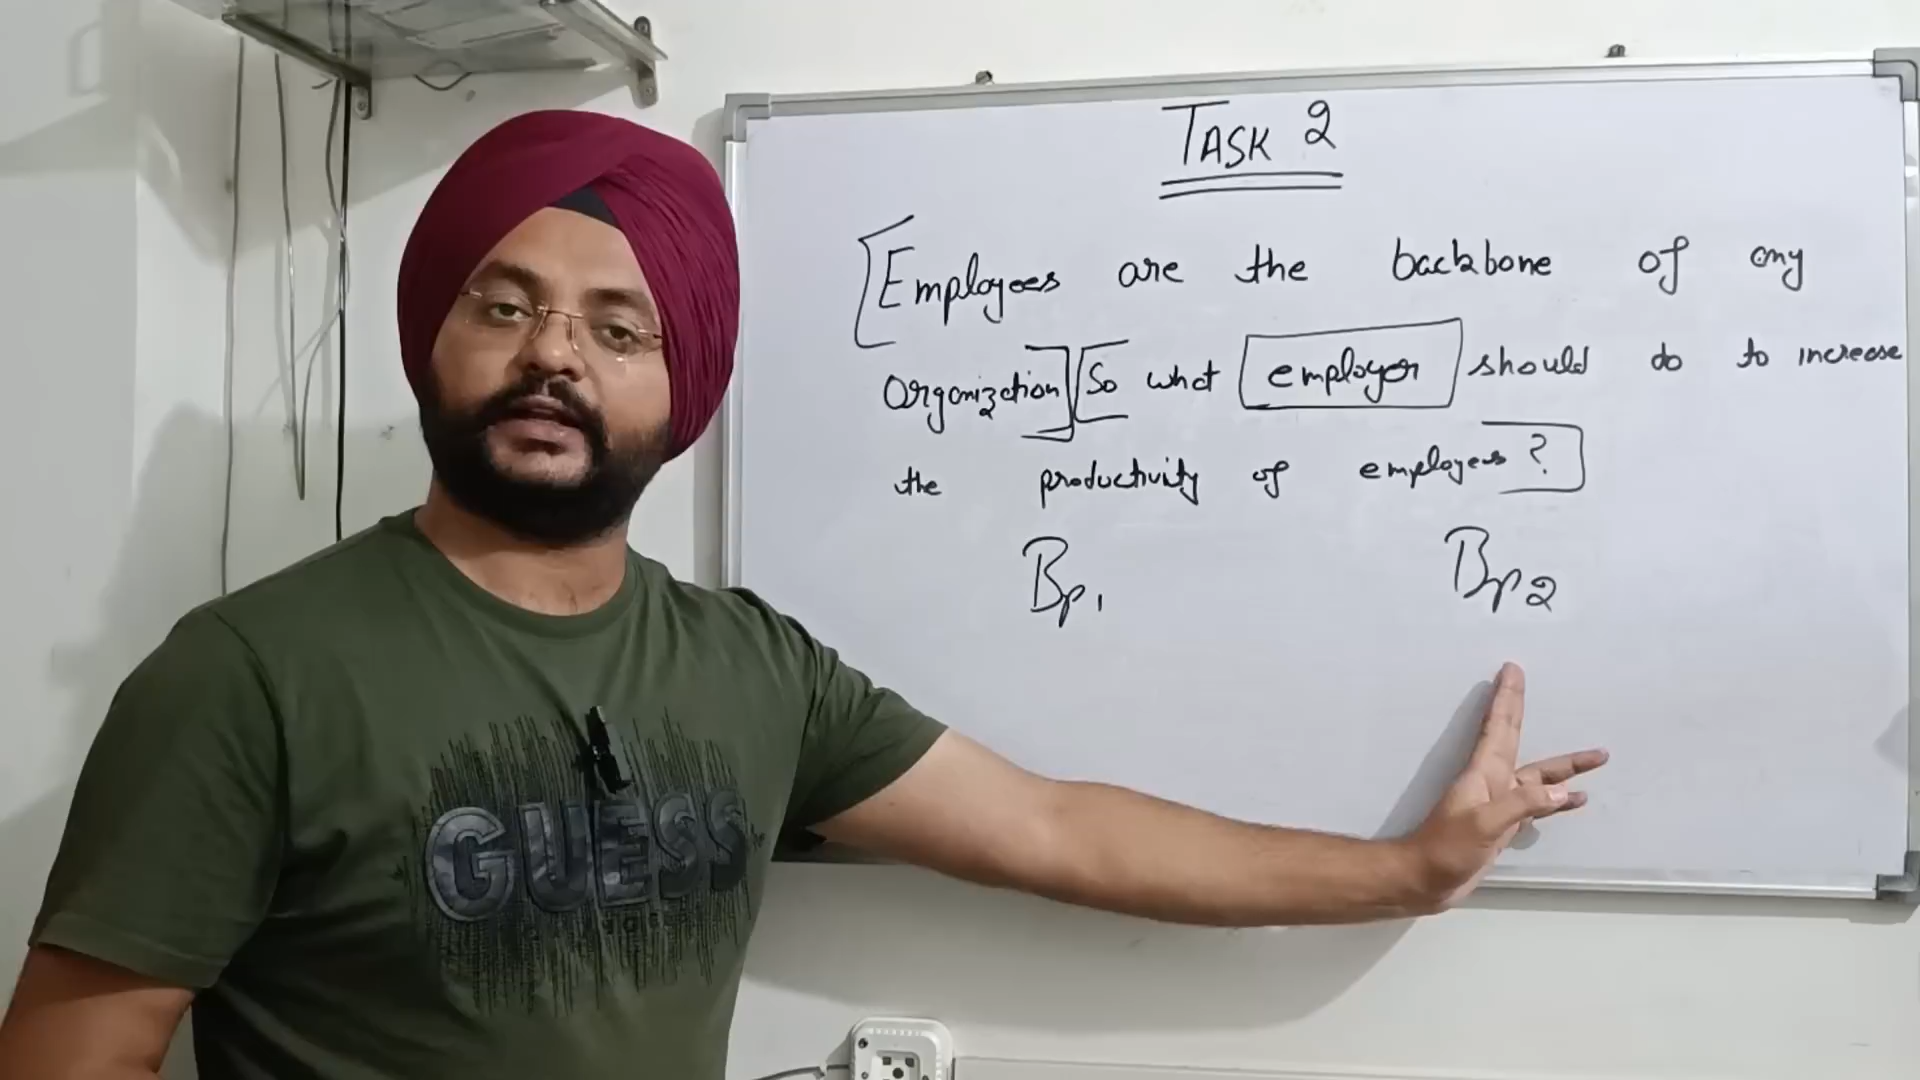 TASK 2
[Employees are the backbone of any
Organization] [So what employer should do to increase
the productivity of employees?]
Bp1 Bp2
GUESS